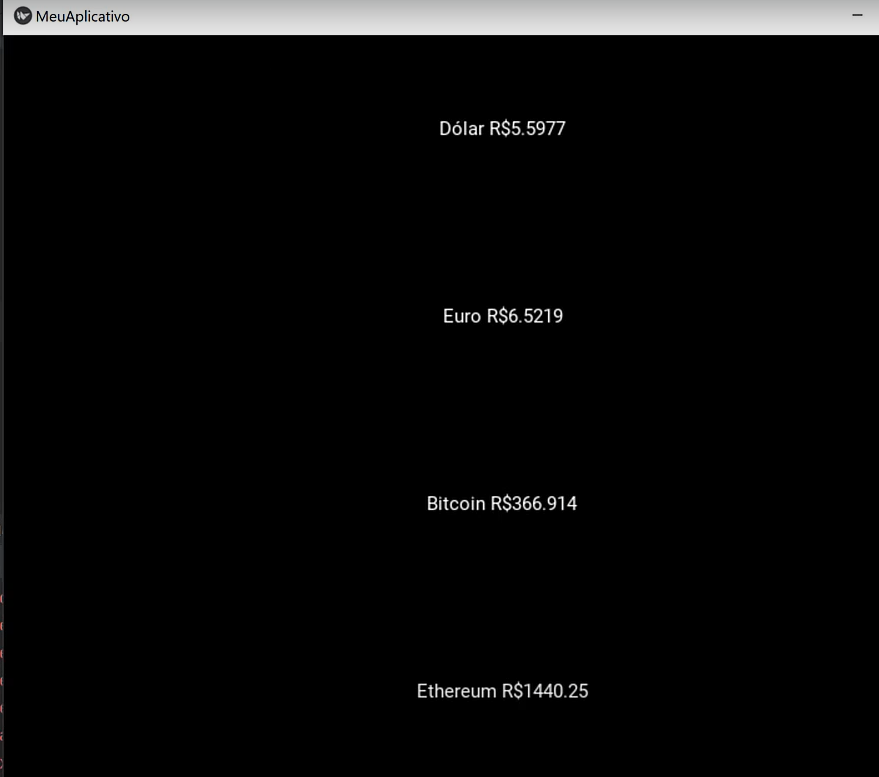 MeuAplicativo
Dólar R$5.5977
Euro R$6.5219
Bitcoin R$366.914
Ethereum R$1440.25